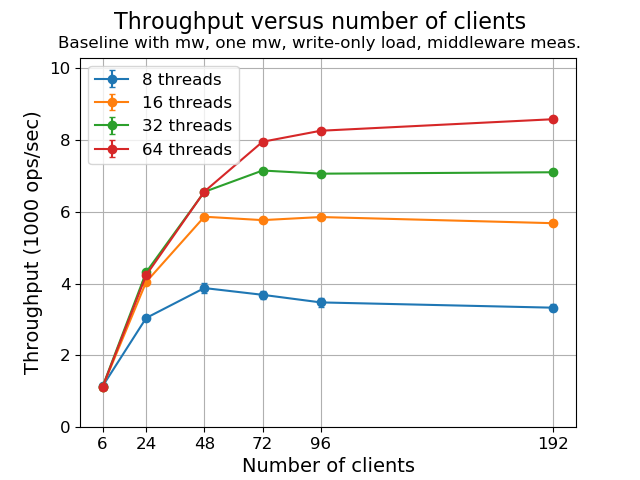 Throughput versus number of clients
Baseline with mw, one mw, write-only load, middleware meas.
Throughput (1000 ops/sec)
10
8
6
4
2
0
8 threads
16 threads
32 threads
64 threads
6 24 48 72 96 192
Number of clients